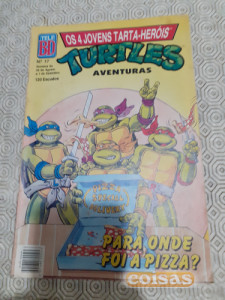 TELE
BD
OS 4 JOVENS TARTA-HERÓIS
TURTLES
AVENTURAS
Nº 17
PARA ONDE
FOI A PIZZA?
coisas